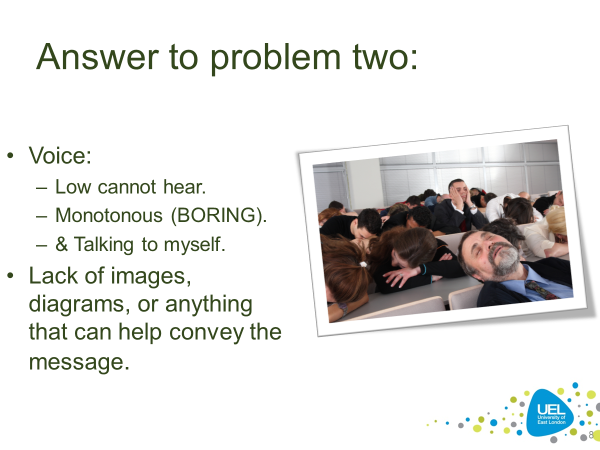 Answer to problem two:
• Voice:
– Low cannot hear.
– Monotonous (BORING).
– & Talking to myself.
• Lack of images,
diagrams, or anything
that can help convey the
message.
UEL
University of
East London
8